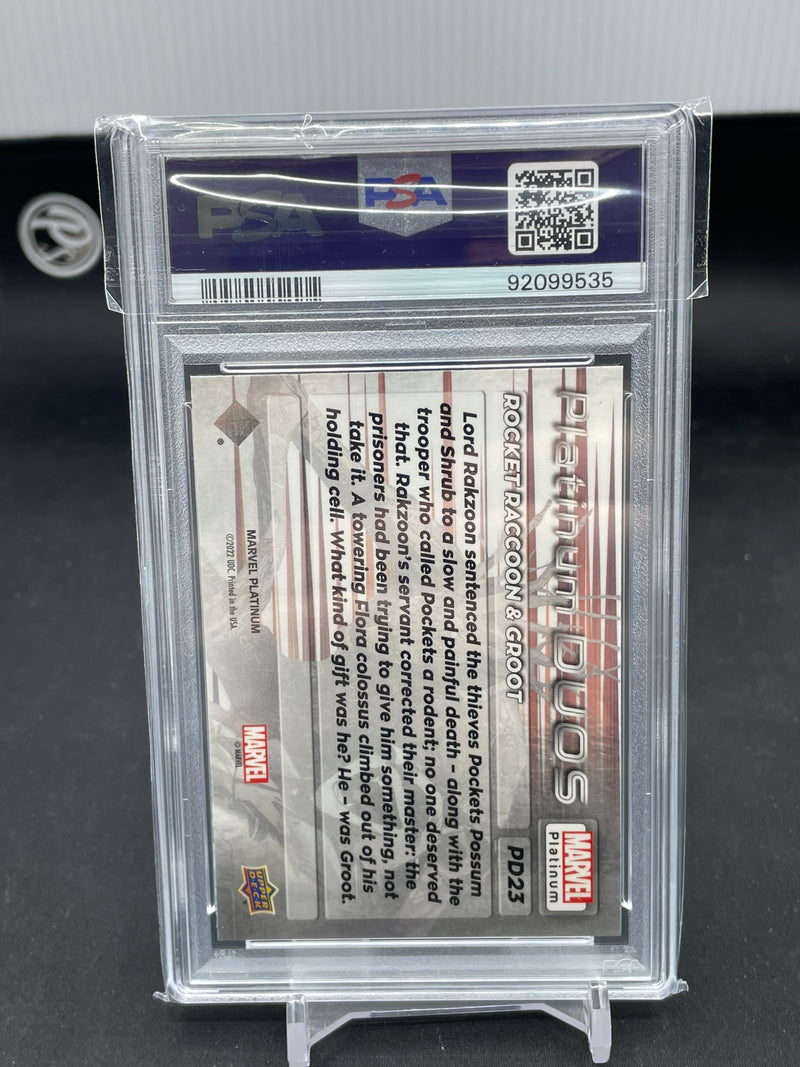 PSA
PSA
92099535
Platinum DUOS
MARVEL
Platinum
ROCKET RACCOON & GROOT
PD23
Lord Rakzoon sentenced the thieves Pockets Possum
and Shrub to a slow and painful death – along with the
trooper who called Pockets a rodent; no one deserved
that. Rakzoon's servant corrected their master: the
prisoners had been trying to give him something, not
take it. A towering Flora colossus climbed out of his
holding cell. What kind of gift was he? He – was Groot.
MARVEL PLATINUM
©2022 UDC. Printed in the USA.
MARVEL
© MARVEL
UPPER
DECK
®